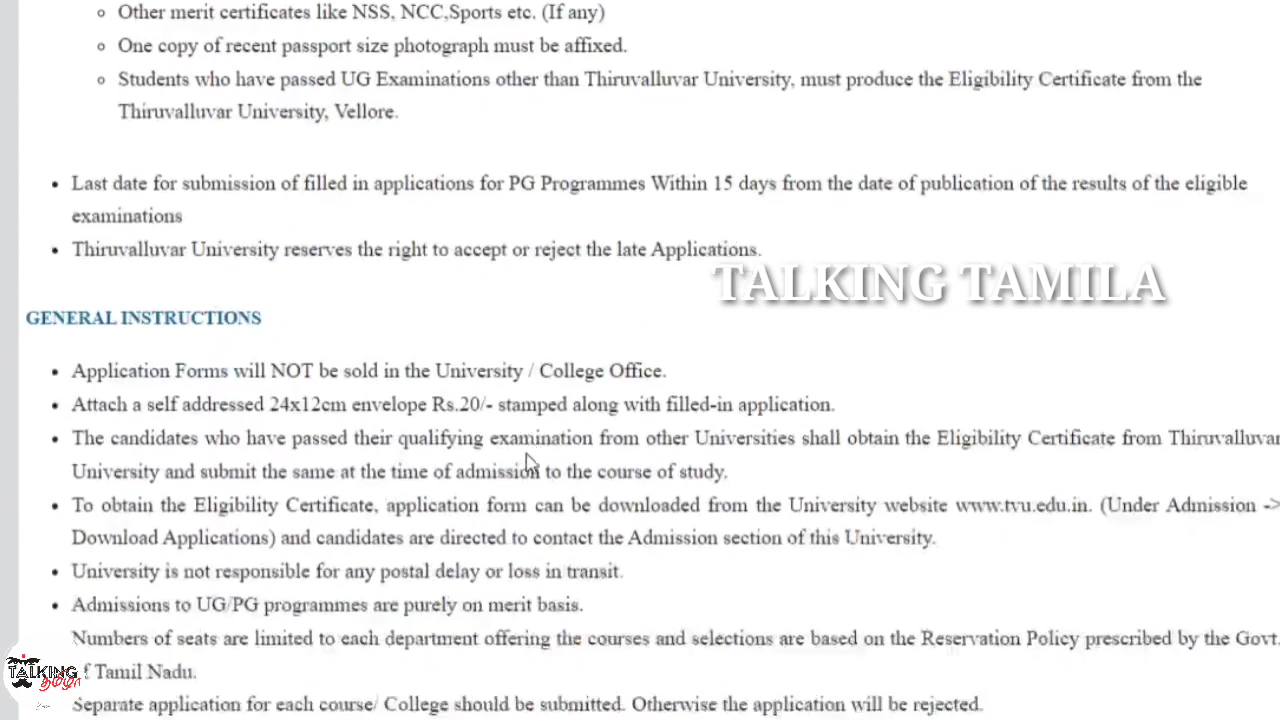 Other merit certificates like NSS, NCC,Sports etc. (If any)
One copy of recent passport size photograph must be affixed.
Students who have passed UG Examinations other than Thiruvalluvar University, must produce the Eligibility Certificate from the
Thiruvalluvar University, Vellore.
Last date for submission of filled in applications for PG Programmes Within 15 days from the date of publication of the results of the eligible
examinations
Thiruvalluvar University reserves the right to accept or reject the late Applications.
TALKING TAMILA
GENERAL INSTRUCTIONS
Application Forms will NOT be sold in the University / College Office.
Attach a self addressed 24x12cm envelope Rs.20/- stamped along with filled-in application.
The candidates who have passed their qualifying examination from other Universities shall obtain the Eligibility Certificate from Thiruvalluvar
University and submit the same at the time of admission to the course of study.
To obtain the Eligibility Certificate, application form can be downloaded from the University website www.tvu.edu.in. (Under Admission ->
Download Applications) and candidates are directed to contact the Admission section of this University.
University is not responsible for any postal delay or loss in transit.
Admissions to UG/PG programmes are purely on merit basis.
Numbers of seats are limited to each department offering the courses and selections are based on the Reservation Policy prescribed by the Govt.
f Tamil Nadu.
Separate application for each course/ College should be submitted. Otherwise the application will be rejected.
TALKING
தமிழா